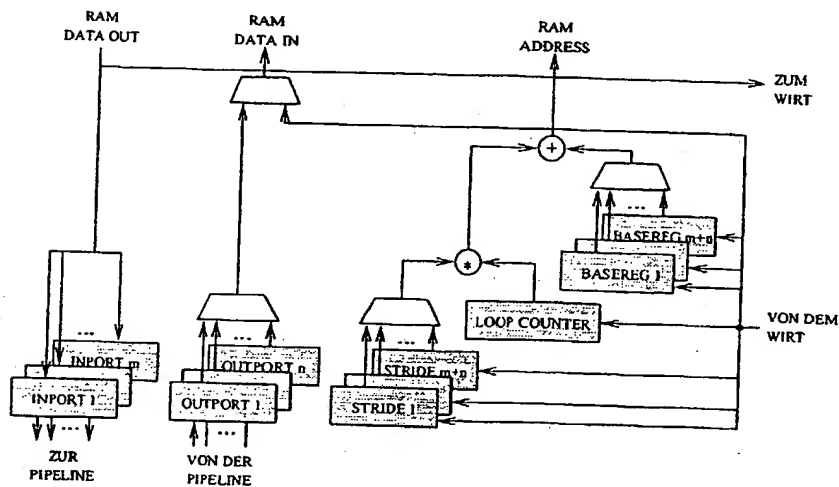 RAM
DATA OUT
RAM
DATA IN
RAM
ADDRESS
ZUM
WIRT
+
...
BASEREG m+n
BASEREG 1
*
LOOP COUNTER
VON DEM
WIRT
...
INPORT m
INPORT 1
...
ZUR
PIPELINE
...
OUTPORT n
OUTPORT 1
...
VON DER
PIPELINE
...
STRIDE m+n
STRIDE 1